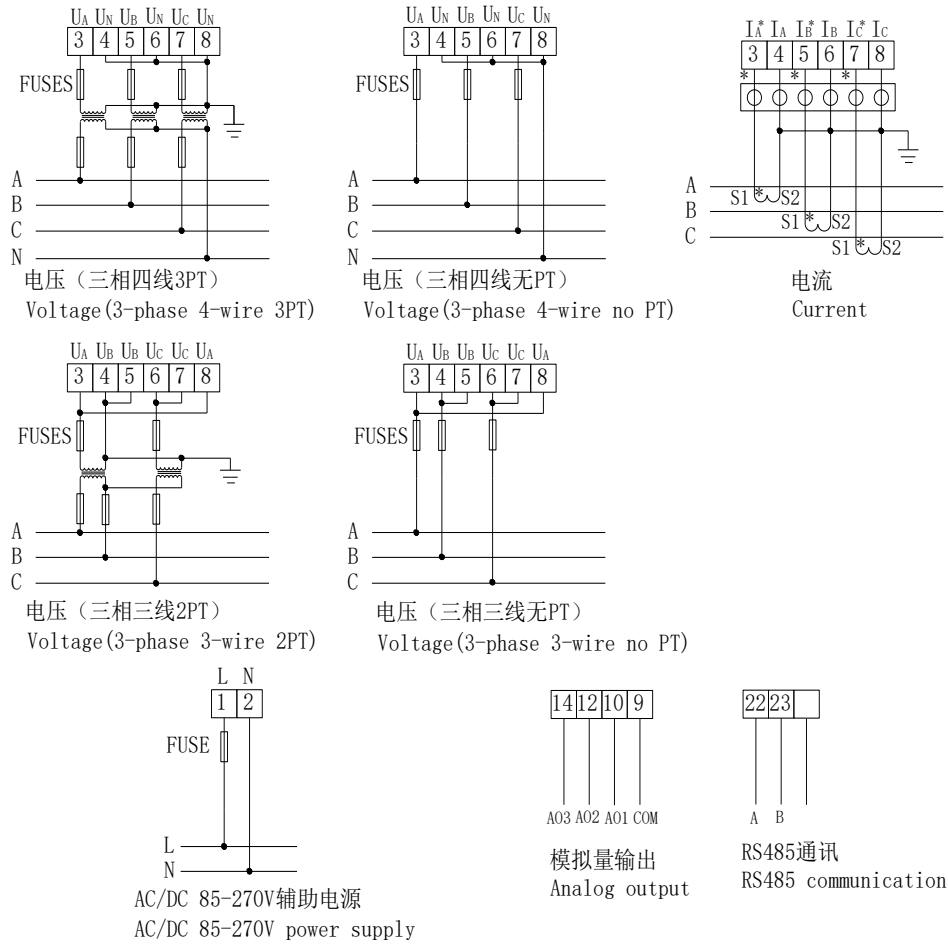 UA UN UB UN UC UN
3 4 5 6 7 8
FUSES
A
B
C
N
电压（三相四线3PT）
Voltage(3-phase 4-wire 3PT)
UA UN UB UN UC UN
3 4 5 6 7 8
FUSES
A
B
C
N
电压（三相四线无PT）
Voltage(3-phase 4-wire no PT)
IA* IA IB* IB IC* IC
3 4 5 6 7 8
* * *
A
S1 * S2
B
S1 * S2
C
S1 * S2
电流
Current
UA UB UB UC UC UA
3 4 5 6 7 8
FUSES
A
B
C
电压（三相三线2PT）
Voltage(3-phase 3-wire 2PT)
UA UB UB UC UC UA
3 4 5 6 7 8
FUSES
A
B
C
电压（三相三线无PT）
Voltage(3-phase 3-wire no PT)
L N
1 2
FUSE
L
N
AC/DC 85-270V辅助电源
AC/DC 85-270V power supply
14 12 10 9
AO3 AO2 AO1 COM
模拟量输出
Analog output
22 23
A B
RS485通讯
RS485 communication